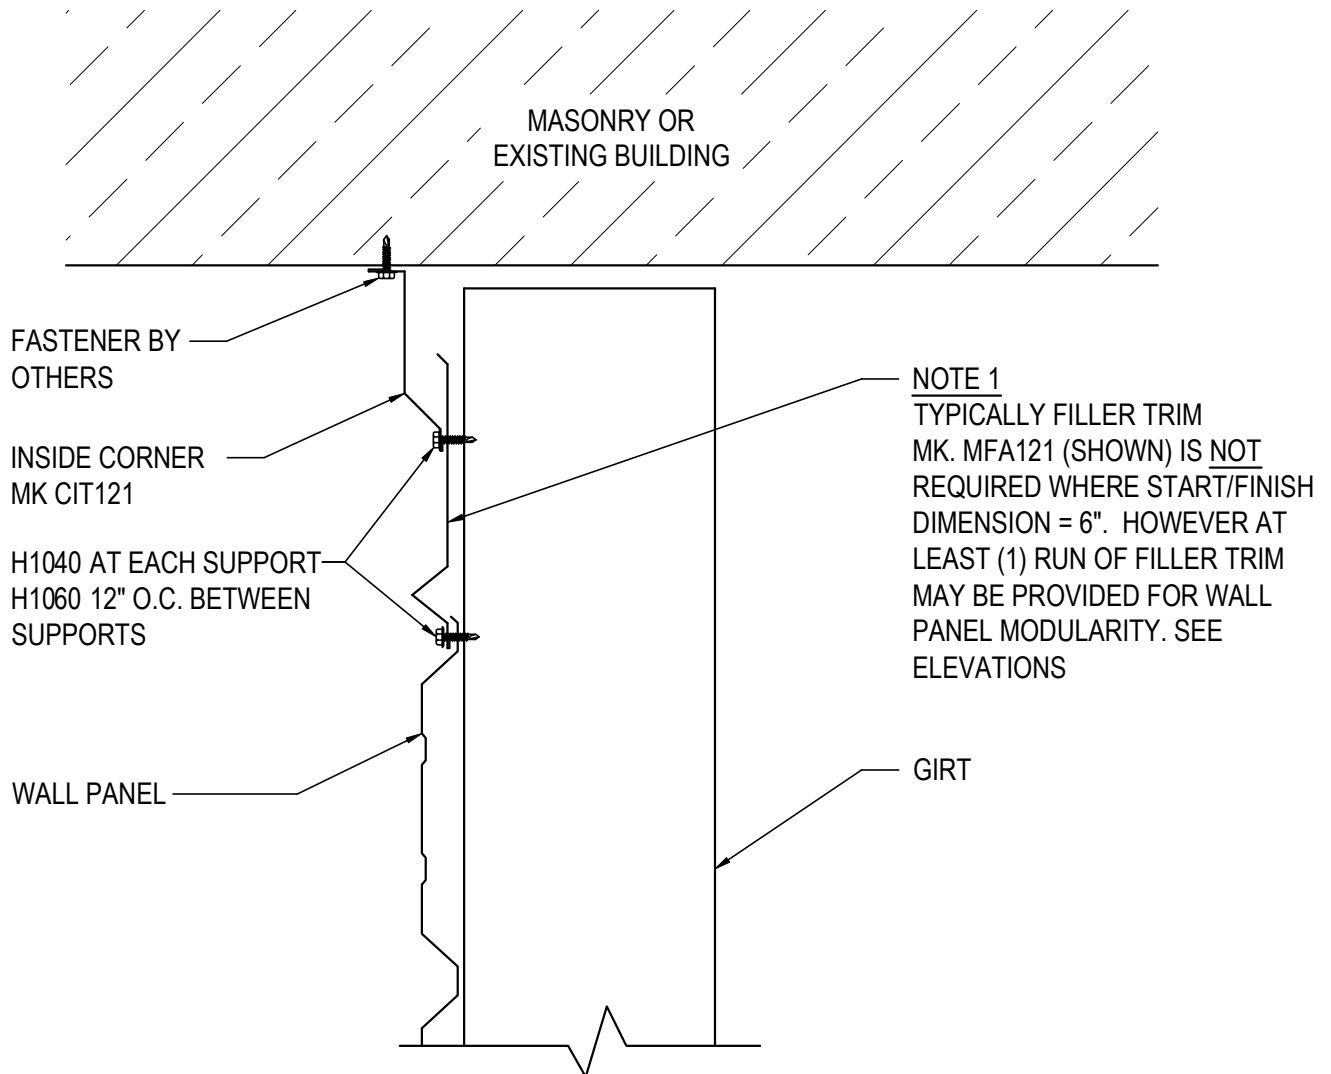 MASONRY OR
EXISTING BUILDING
FASTENER BY
OTHERS
INSIDE CORNER
MK CIT121
H1040 AT EACH SUPPORT
H1060 12" O.C. BETWEEN
SUPPORTS
WALL PANEL
NOTE 1
TYPICALLY FILLER TRIM
MK. MFA121 (SHOWN) IS NOT
REQUIRED WHERE START/FINISH
DIMENSION = 6". HOWEVER AT
LEAST (1) RUN OF FILLER TRIM
MAY BE PROVIDED FOR WALL
PANEL MODULARITY. SEE
ELEVATIONS
GIRT